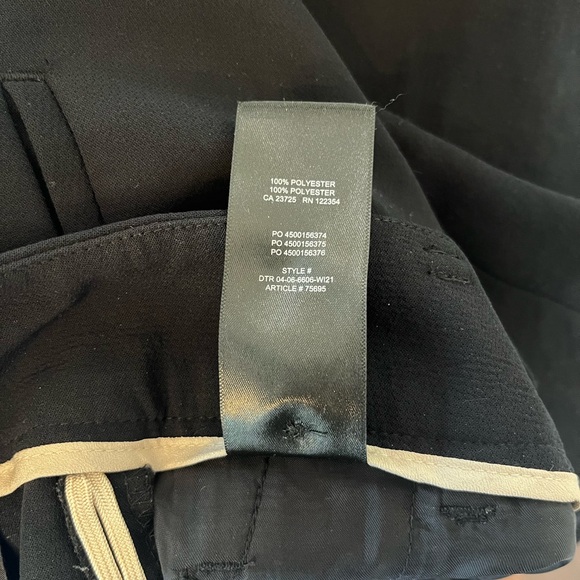 100% POLYESTER
100% POLYESTER
CA 23725 RN 122354
PO 4500156374
PO 4500156375
PO 4500156376
STYLE #
DTR 04-06-6606-WI21
ARTICLE # 75695